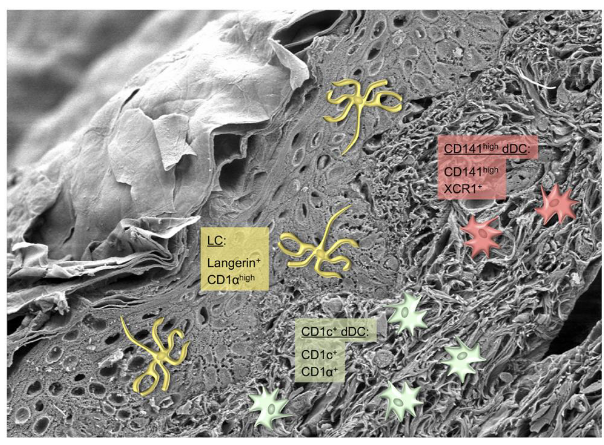 CD141ʰⁱᵍʰ dDC:
CD141ʰⁱᵍʰ
XCR1⁺
LC:
Langerin⁺
CD1αʰⁱᵍʰ
CD1c⁺ dDC:
CD1c⁺
CD1α⁺